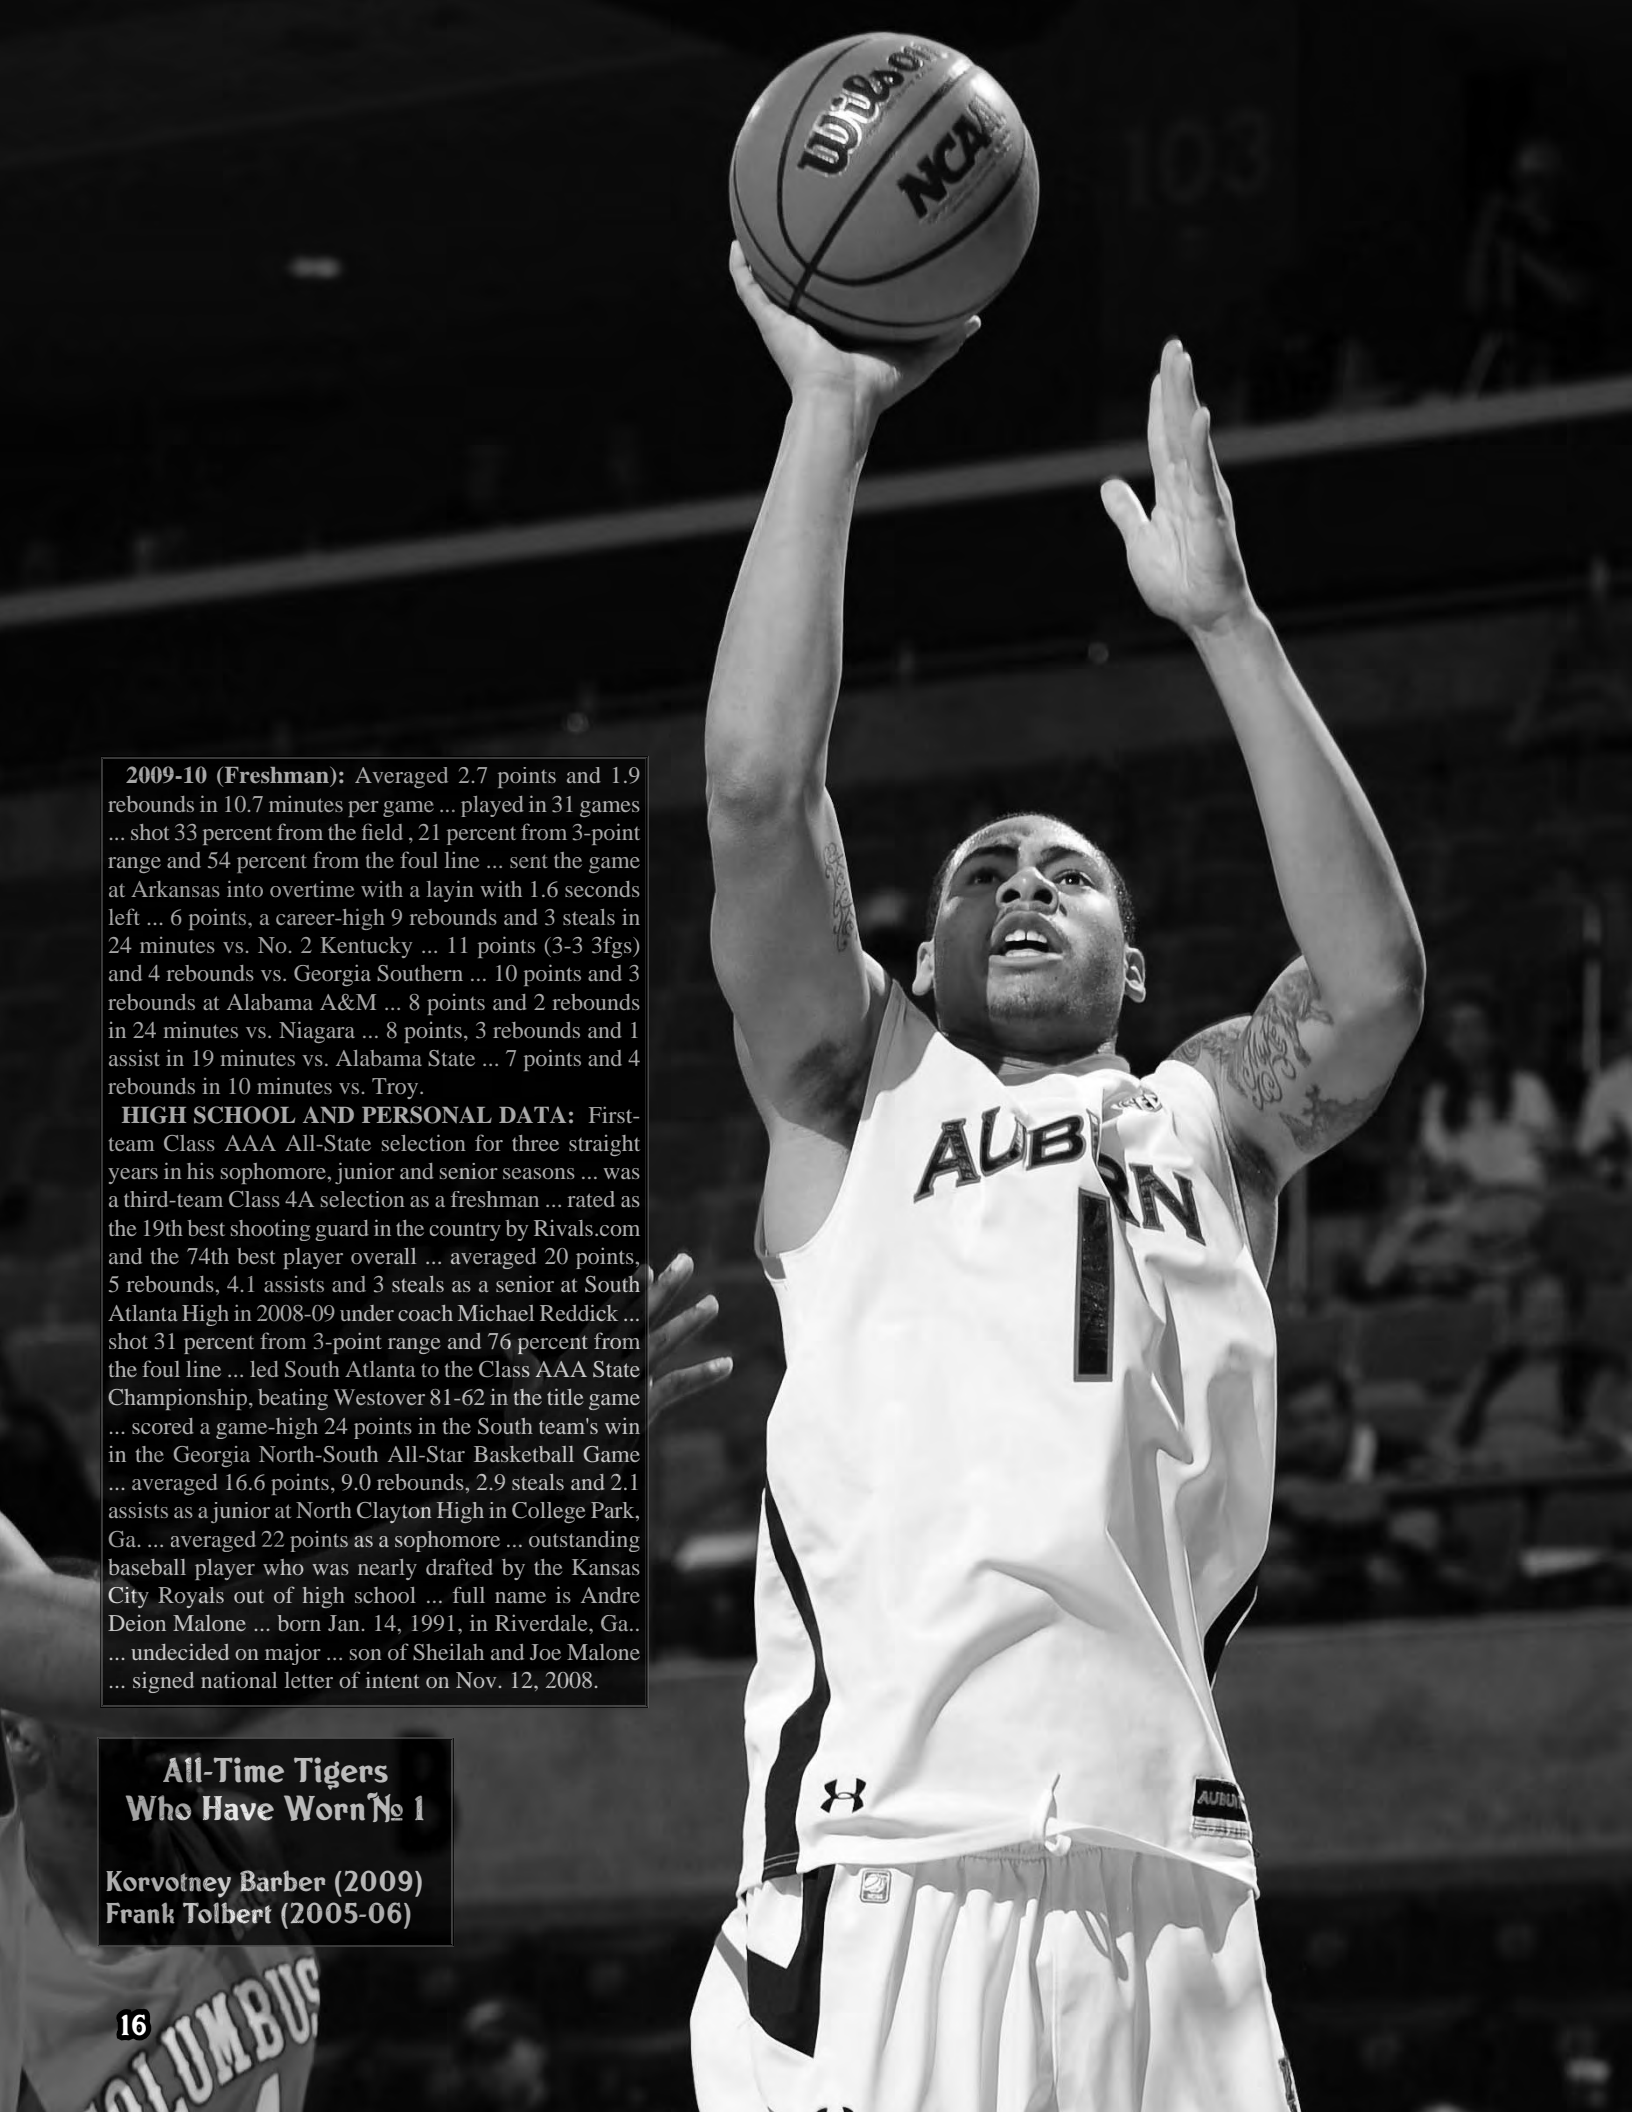 Wilson
NCAA
103
2009-10 (Freshman): Averaged 2.7 points and 1.9
rebounds in 10.7 minutes per game ... played in 31 games
... shot 33 percent from the field , 21 percent from 3-point
range and 54 percent from the foul line ... sent the game
at Arkansas into overtime with a layin with 1.6 seconds
left ... 6 points, a career-high 9 rebounds and 3 steals in
24 minutes vs. No. 2 Kentucky ... 11 points (3-3 3fgs)
and 4 rebounds vs. Georgia Southern ... 10 points and 3
rebounds at Alabama A&M ... 8 points and 2 rebounds
in 24 minutes vs. Niagara ... 8 points, 3 rebounds and 1
assist in 19 minutes vs. Alabama State ... 7 points and 4
rebounds in 10 minutes vs. Troy.
HIGH SCHOOL AND PERSONAL DATA: First-
team Class AAA All-State selection for three straight
years in his sophomore, junior and senior seasons ... was
a third-team Class 4A selection as a freshman ... rated as
the 19th best shooting guard in the country by Rivals.com
and the 74th best player overall ... averaged 20 points,
5 rebounds, 4.1 assists and 3 steals as a senior at South
Atlanta High in 2008-09 under coach Michael Reddick ...
shot 31 percent from 3-point range and 76 percent from
the foul line ... led South Atlanta to the Class AAA State
Championship, beating Westover 81-62 in the title game
... scored a game-high 24 points in the South team's win
in the Georgia North-South All-Star Basketball Game
... averaged 16.6 points, 9.0 rebounds, 2.9 steals and 2.1
assists as a junior at North Clayton High in College Park,
Ga. ... averaged 22 points as a sophomore ... outstanding
baseball player who was nearly drafted by the Kansas
City Royals out of high school ... full name is Andre
Deion Malone ... born Jan. 14, 1991, in Riverdale, Ga..
... undecided on major ... son of Sheilah and Joe Malone
... signed national letter of intent on Nov. 12, 2008.
AUBURN
1
All-Time Tigers
Who Have Worn № 1
Korvotney Barber (2009)
Frank Tolbert (2005-06)
16
OLUMBUS